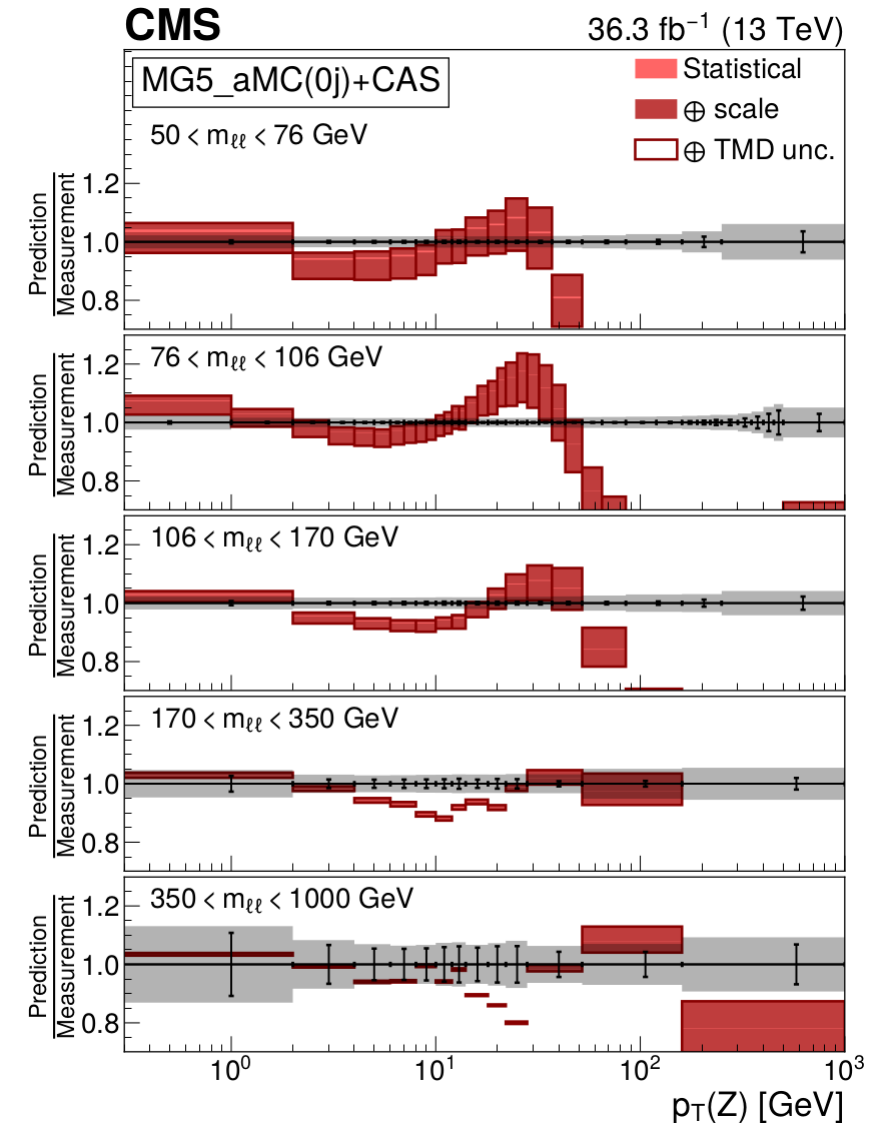 CMS 36.3 fb⁻¹ (13 TeV)
MG5_aMC(0j)+CAS
Statistical
⊕ scale
⊕ TMD unc.
50 < mℓℓ < 76 GeV
Prediction
Measurement
1.2
1.0
0.8
76 < mℓℓ < 106 GeV
Prediction
Measurement
1.2
1.0
0.8
106 < mℓℓ < 170 GeV
Prediction
Measurement
1.2
1.0
0.8
170 < mℓℓ < 350 GeV
Prediction
Measurement
1.2
1.0
0.8
350 < mℓℓ < 1000 GeV
Prediction
Measurement
1.2
1.0
0.8
10⁰ 10¹ 10² 10³
p_T(Z) [GeV]